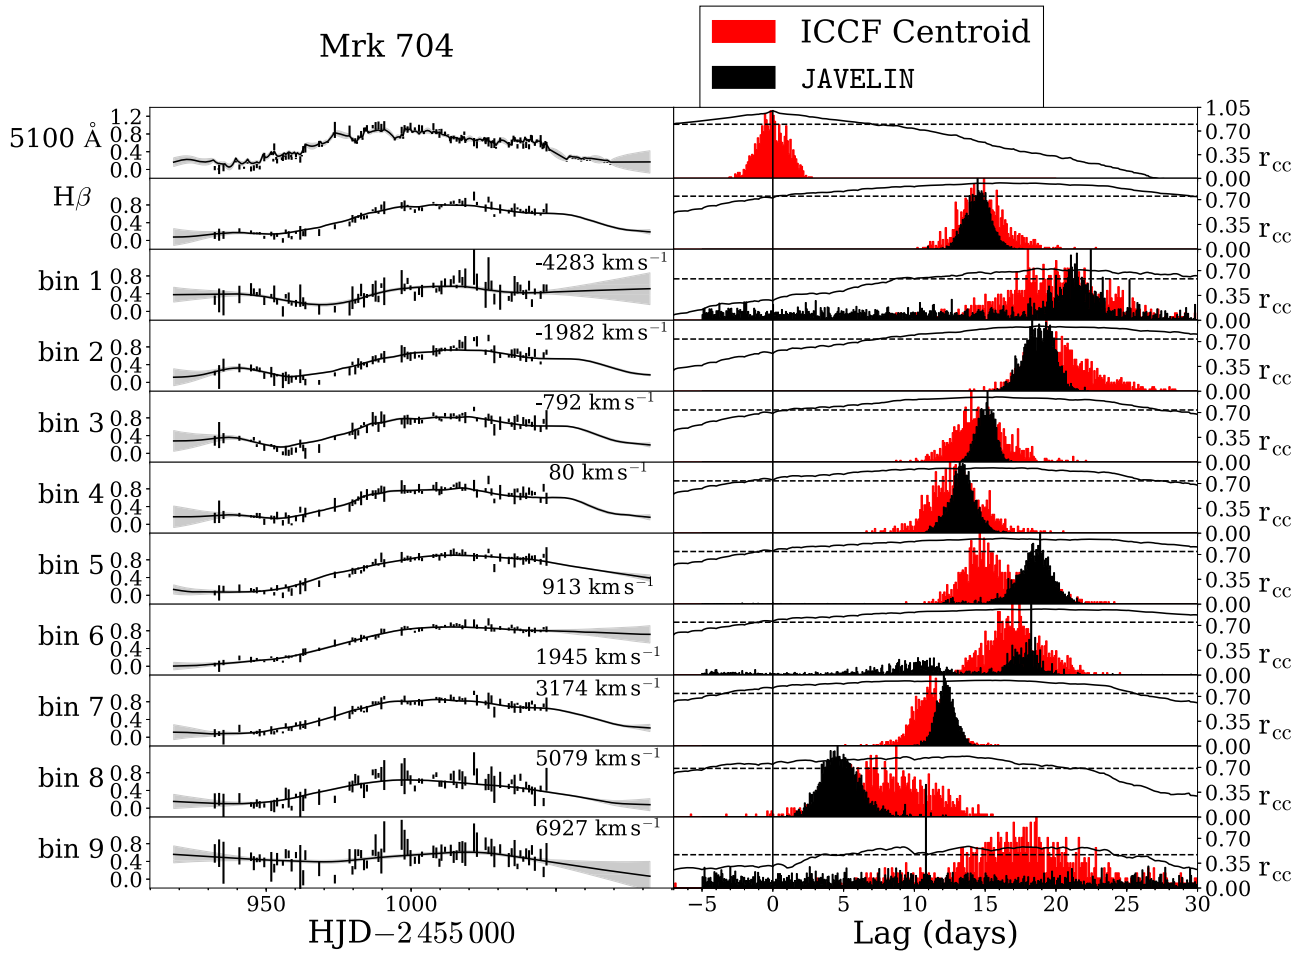 Mrk 704
ICCF Centroid
JAVELIN
5100 Å
1.2
0.8
0.4
0.0
1.05
0.70
0.35
0.00
r_cc
Hβ
0.8
0.4
0.0
0.70
0.35
0.00
r_cc
bin 1
0.8
0.4
0.0
-4283 km s⁻¹
0.70
0.35
0.00
r_cc
bin 2
0.8
0.4
0.0
-1982 km s⁻¹
0.70
0.35
0.00
r_cc
bin 3
0.8
0.4
0.0
-792 km s⁻¹
0.70
0.35
0.00
r_cc
bin 4
0.8
0.4
0.0
80 km s⁻¹
0.70
0.35
0.00
r_cc
bin 5
0.8
0.4
0.0
913 km s⁻¹
0.70
0.35
0.00
r_cc
bin 6
0.8
0.4
0.0
1945 km s⁻¹
0.70
0.35
0.00
r_cc
bin 7
0.8
0.4
0.0
3174 km s⁻¹
0.70
0.35
0.00
r_cc
bin 8
0.8
0.4
0.0
5079 km s⁻¹
0.70
0.35
0.00
r_cc
bin 9
0.8
0.4
0.0
6927 km s⁻¹
0.70
0.35
0.00
r_cc
950 1000
−5 0 5 10 15 20 25 30
HJD−2 455 000
Lag (days)